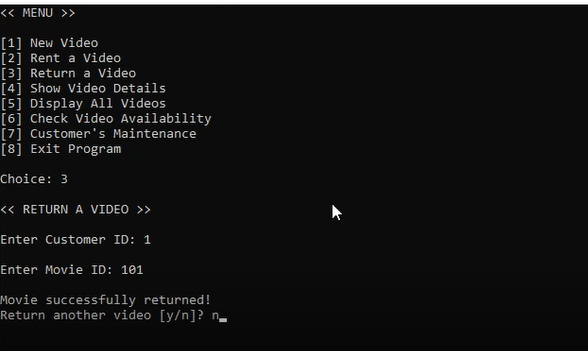 << MENU >>
[1] New Video
[2] Rent a Video
[3] Return a Video
[4] Show Video Details
[5] Display All Videos
[6] Check Video Availability
[7] Customer's Maintenance
[8] Exit Program
Choice: 3
<< RETURN A VIDEO >>
Enter Customer ID: 1
Enter Movie ID: 101
Movie successfully returned!
Return another video [y/n]? n